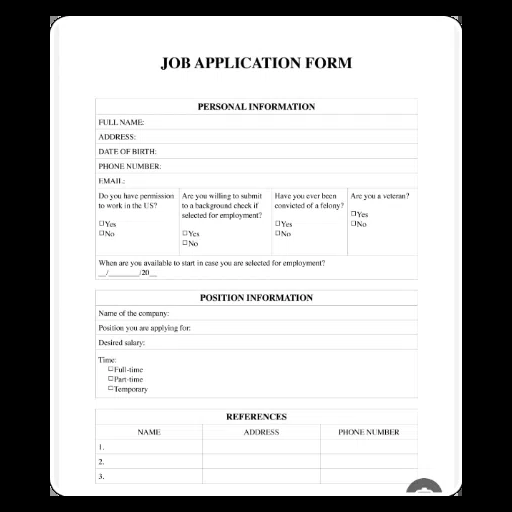 JOB APPLICATION FORM
PERSONAL INFORMATION
FULL NAME:
ADDRESS:
DATE OF BIRTH:
PHONE NUMBER:
EMAIL:
Do you have permission
to work in the US?
☐Yes
☐No
Are you willing to submit
to a background check if
selected for employment?
☐Yes
☐No
Have you ever been
convicted of a felony?
☐Yes
☐No
Are you a veteran?
☐Yes
☐No
When are you available to start in case you are selected for employment?
__/________/20__
POSITION INFORMATION
Name of the company:
Position you are applying for:
Desired salary:
Time:
☐Full-time
☐Part-time
☐Temporary
REFERENCES
NAME ADDRESS PHONE NUMBER
1.
2.
3.